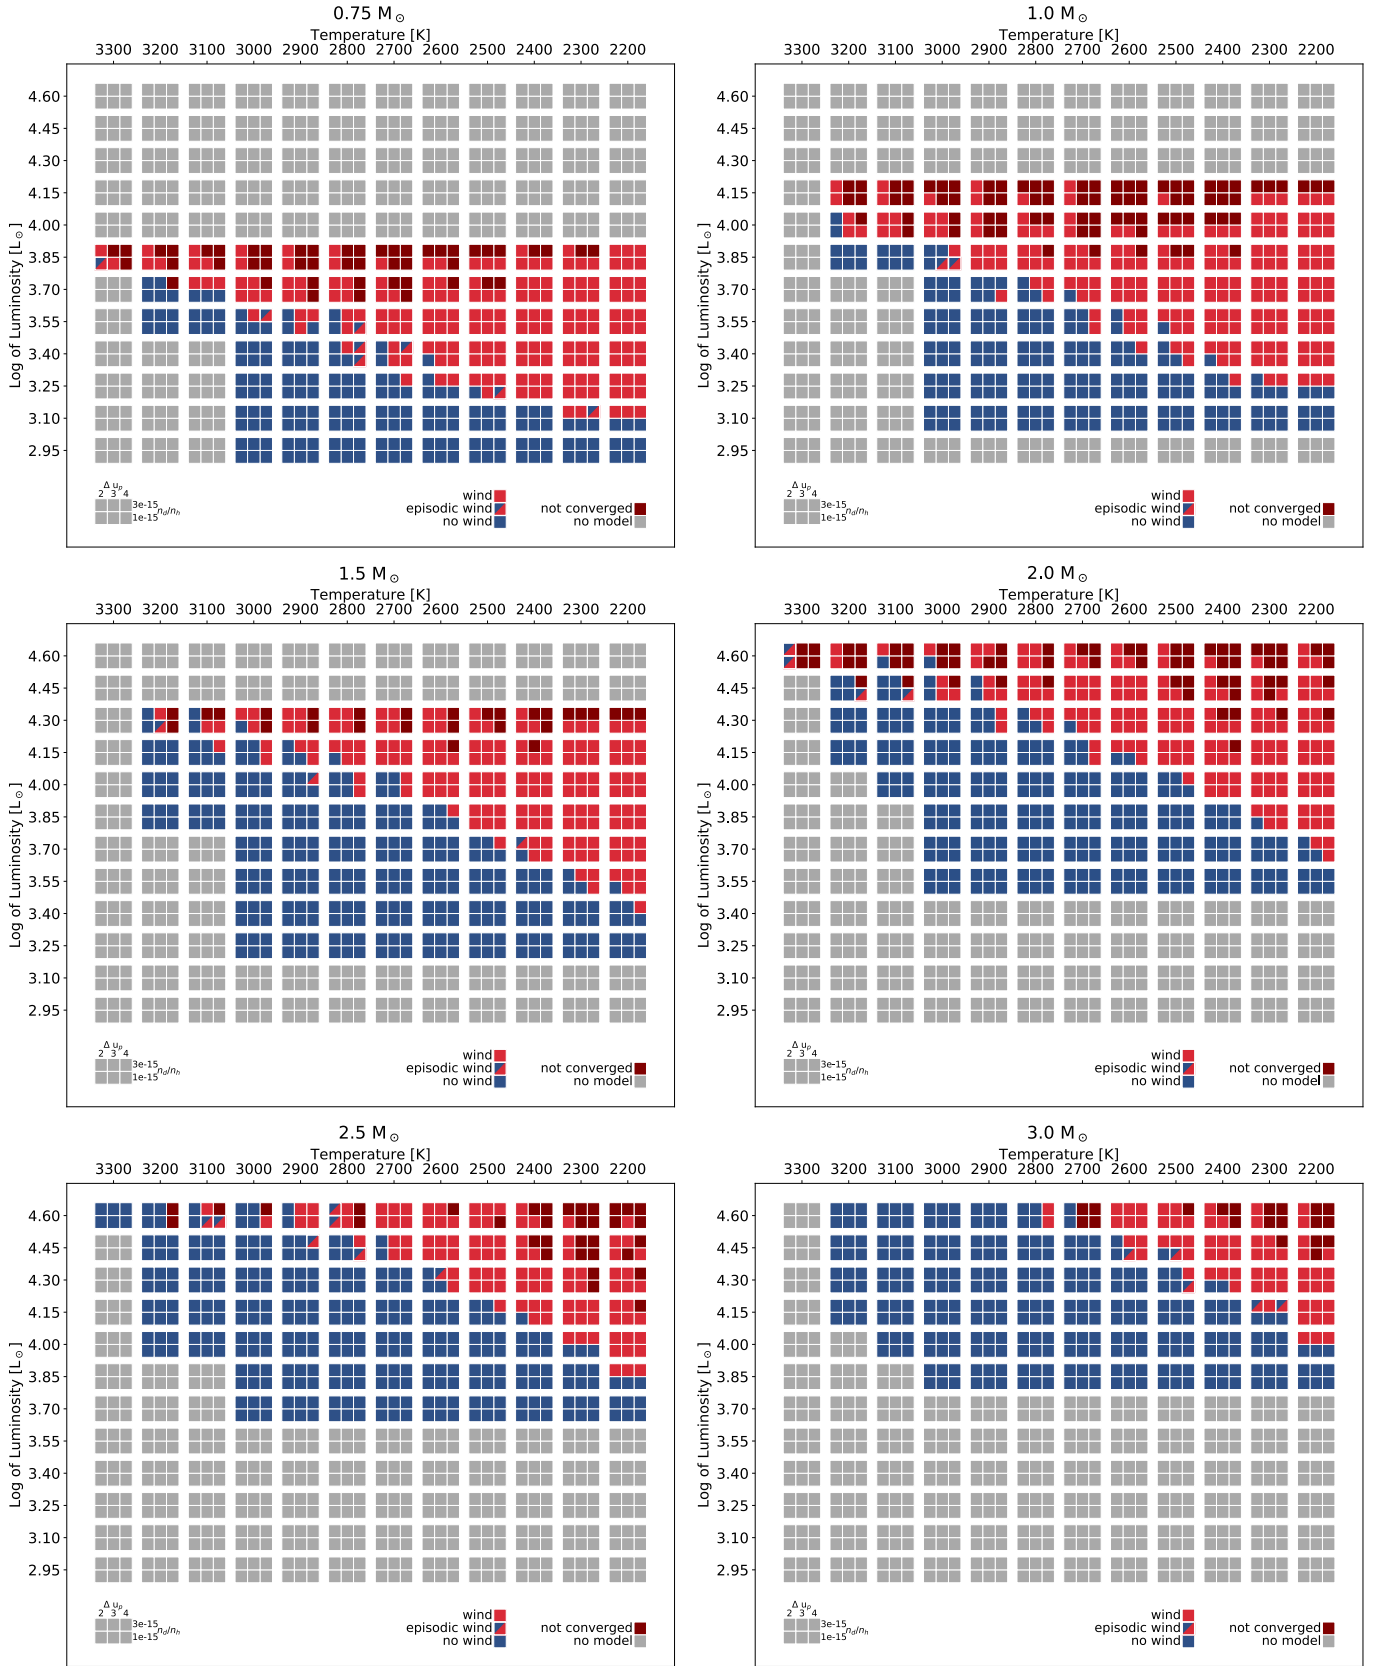 0.75 M⊙
Temperature [K]
3300 3200 3100 3000 2900 2800 2700 2600 2500 2400 2300 2200
Log of Luminosity [L⊙]
4.60
4.45
4.30
4.15
4.00
3.85
3.70
3.55
3.40
3.25
3.10
2.95
Δ uₚ
2 3 4
3e-15
1e-15
n_d/n_h
wind
episodic wind
no wind
not converged
no model
1.0 M⊙
Temperature [K]
3300 3200 3100 3000 2900 2800 2700 2600 2500 2400 2300 2200
Log of Luminosity [L⊙]
4.60
4.45
4.30
4.15
4.00
3.85
3.70
3.55
3.40
3.25
3.10
2.95
Δ uₚ
2 3 4
3e-15
1e-15
n_d/n_h
wind
episodic wind
no wind
not converged
no model
1.5 M⊙
Temperature [K]
3300 3200 3100 3000 2900 2800 2700 2600 2500 2400 2300 2200
Log of Luminosity [L⊙]
4.60
4.45
4.30
4.15
4.00
3.85
3.70
3.55
3.40
3.25
3.10
2.95
Δ uₚ
2 3 4
3e-15
1e-15
n_d/n_h
wind
episodic wind
no wind
not converged
no model
2.0 M⊙
Temperature [K]
3300 3200 3100 3000 2900 2800 2700 2600 2500 2400 2300 2200
Log of Luminosity [L⊙]
4.60
4.45
4.30
4.15
4.00
3.85
3.70
3.55
3.40
3.25
3.10
2.95
Δ uₚ
2 3 4
3e-15
1e-15
n_d/n_h
wind
episodic wind
no wind
not converged
no model
2.5 M⊙
Temperature [K]
3300 3200 3100 3000 2900 2800 2700 2600 2500 2400 2300 2200
Log of Luminosity [L⊙]
4.60
4.45
4.30
4.15
4.00
3.85
3.70
3.55
3.40
3.25
3.10
2.95
Δ uₚ
2 3 4
3e-15
1e-15
n_d/n_h
wind
episodic wind
no wind
not converged
no model
3.0 M⊙
Temperature [K]
3300 3200 3100 3000 2900 2800 2700 2600 2500 2400 2300 2200
Log of Luminosity [L⊙]
4.60
4.45
4.30
4.15
4.00
3.85
3.70
3.55
3.40
3.25
3.10
2.95
Δ uₚ
2 3 4
3e-15
1e-15
n_d/n_h
wind
episodic wind
no wind
not converged
no model